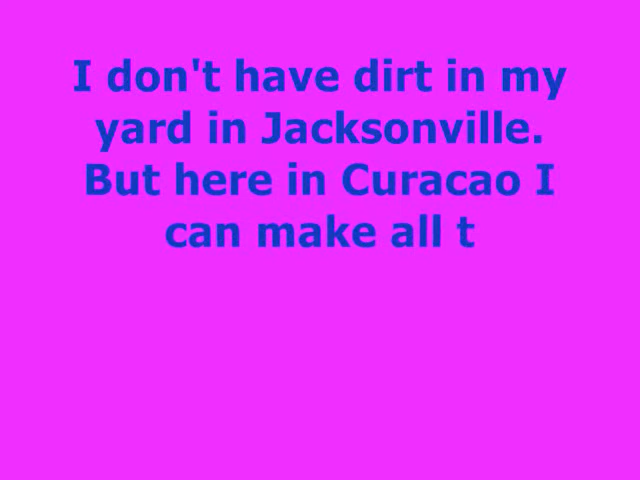 I don't have dirt in my
yard in Jacksonville.
But here in Curacao I
can make all t